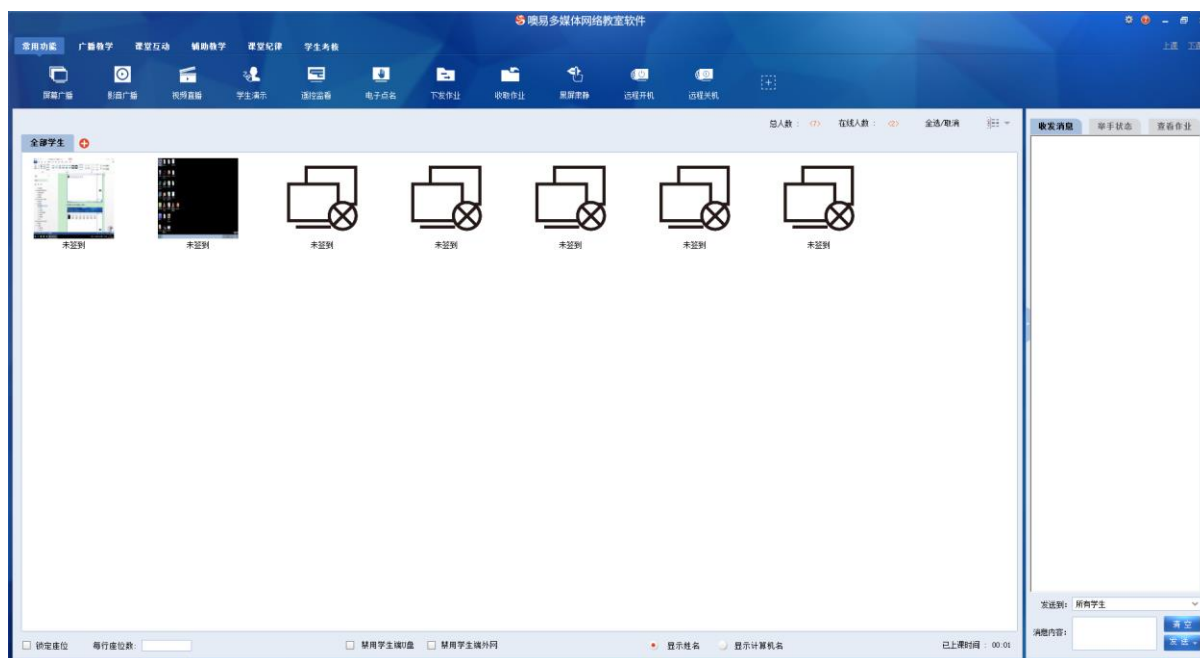 噢易多媒体网络教室软件
常用功能 广播教学 课堂互动 辅助教学 课堂纪律 学生考核
上课
屏幕广播 影音广播 视频直播 学生演示 遥控监看 电子点名 下发作业 收取作业 黑屏肃静 远程开机 远程关机
总人数： <7> 在线人数： <2> 全选/取消
收发消息 举手状态 查看作业
全部学生
未签到 未签到 未签到 未签到 未签到 未签到 未签到
发送到： 所有学生
消息内容：
清空
发送
锁定座位 每行座位数： 禁用学生端U盘 禁用学生端外网 显示姓名 显示计算机名 已上课时间：00:01